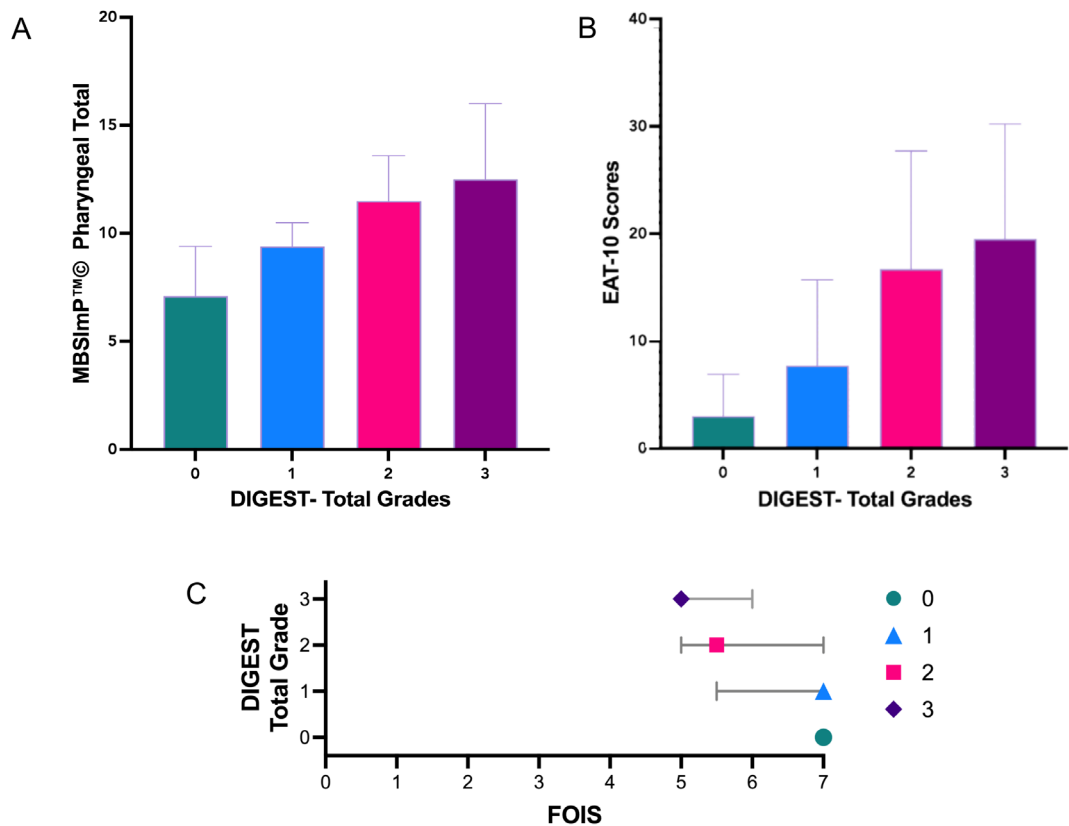 A
MBSImP™© Pharyngeal Total
20
15
10
5
0
0 1 2 3
DIGEST- Total Grades
B
EAT-10 Scores
40
30
20
10
0
0 1 2 3
DIGEST- Total Grades
C
DIGEST
Total Grade
3
2
1
0
0 1 2 3 4 5 6 7
FOIS
0
1
2
3